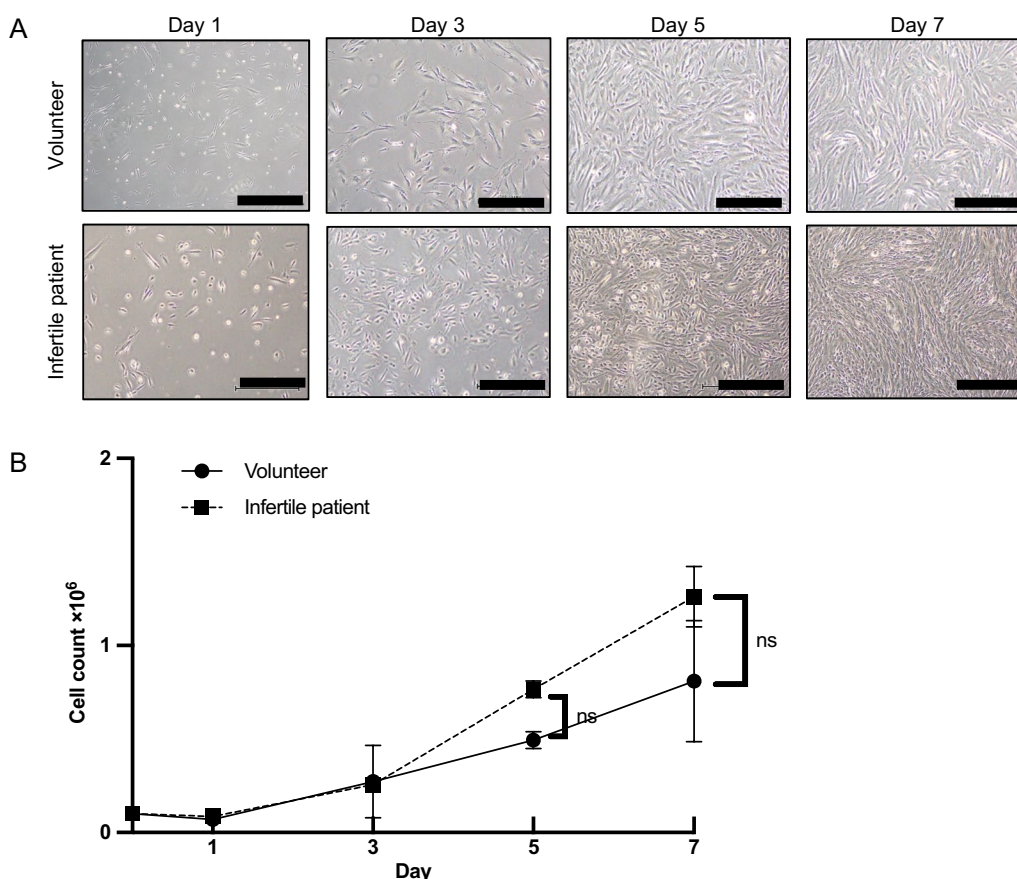 A
Day 1
Day 3
Day 5
Day 7
Volunteer
Infertile patient
B
Volunteer
Infertile patient
Cell count ×10⁶
2
1
0
ns
ns
1
3
5
7
Day